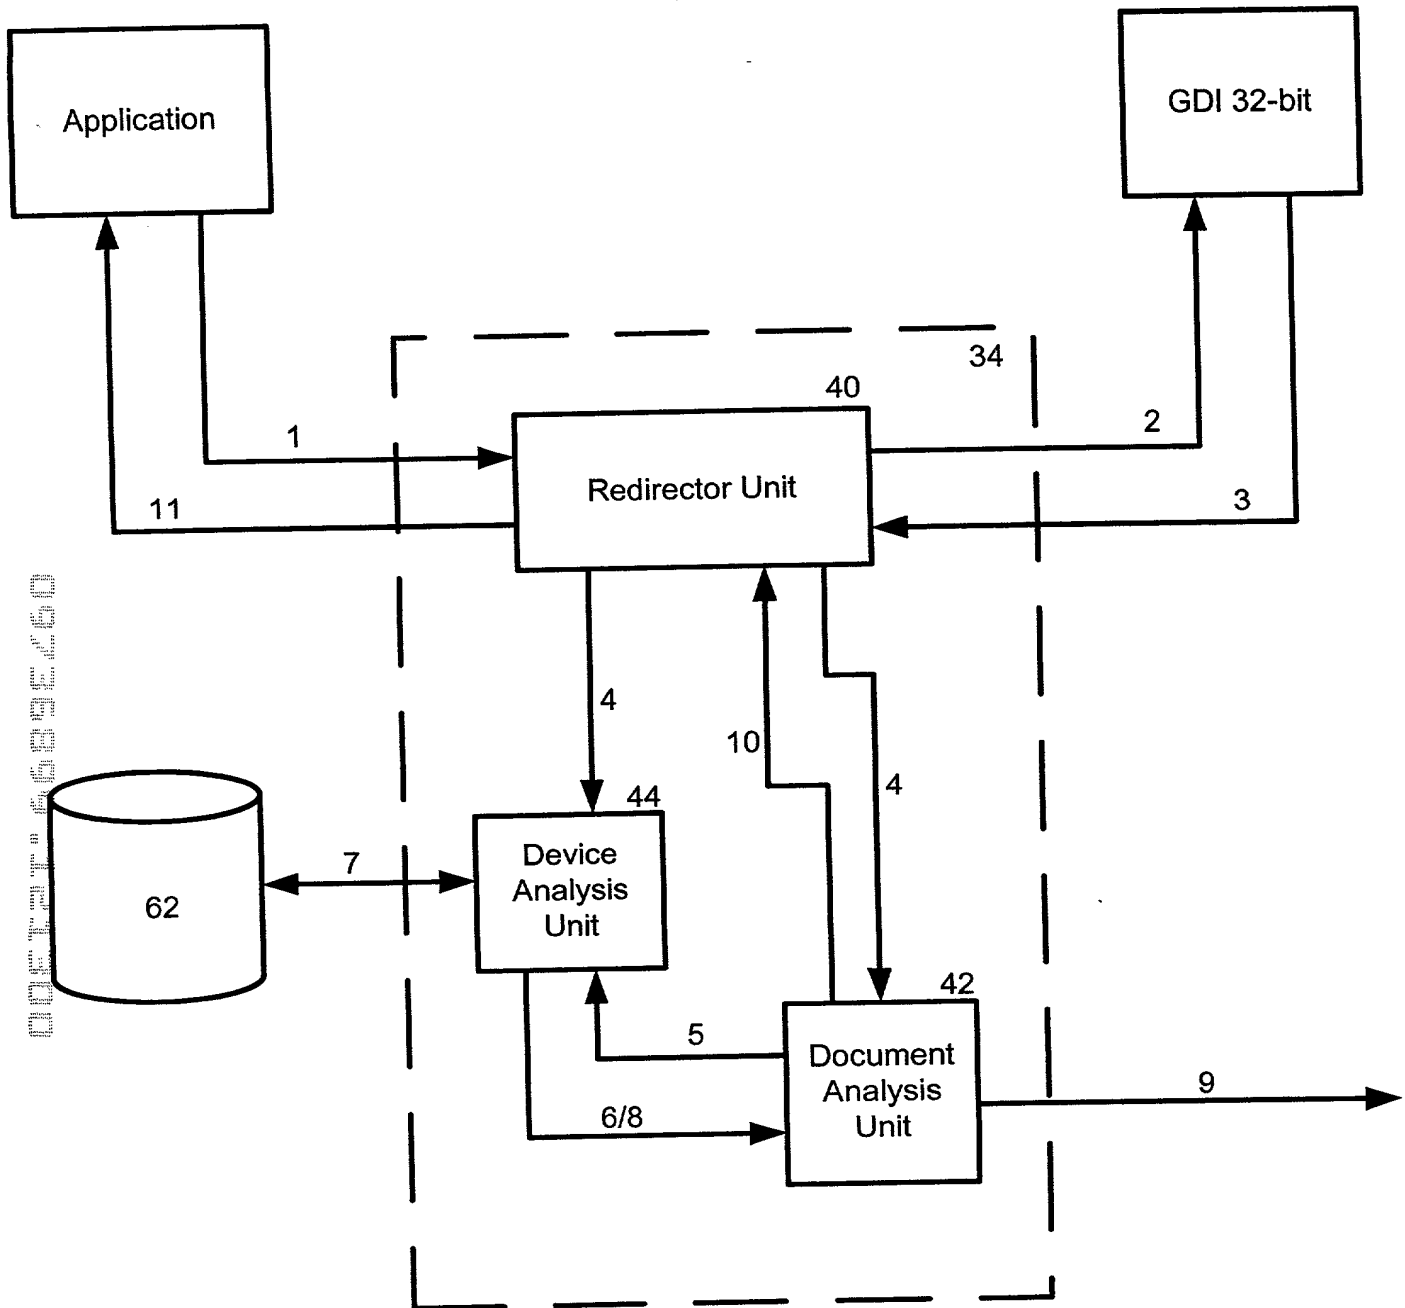 Application
GDI 32-bit
34
40
1
2
Redirector Unit
11
3
4
10
4
44
Device
Analysis
Unit
7
62
42
5
Document
Analysis
Unit
9
6/8